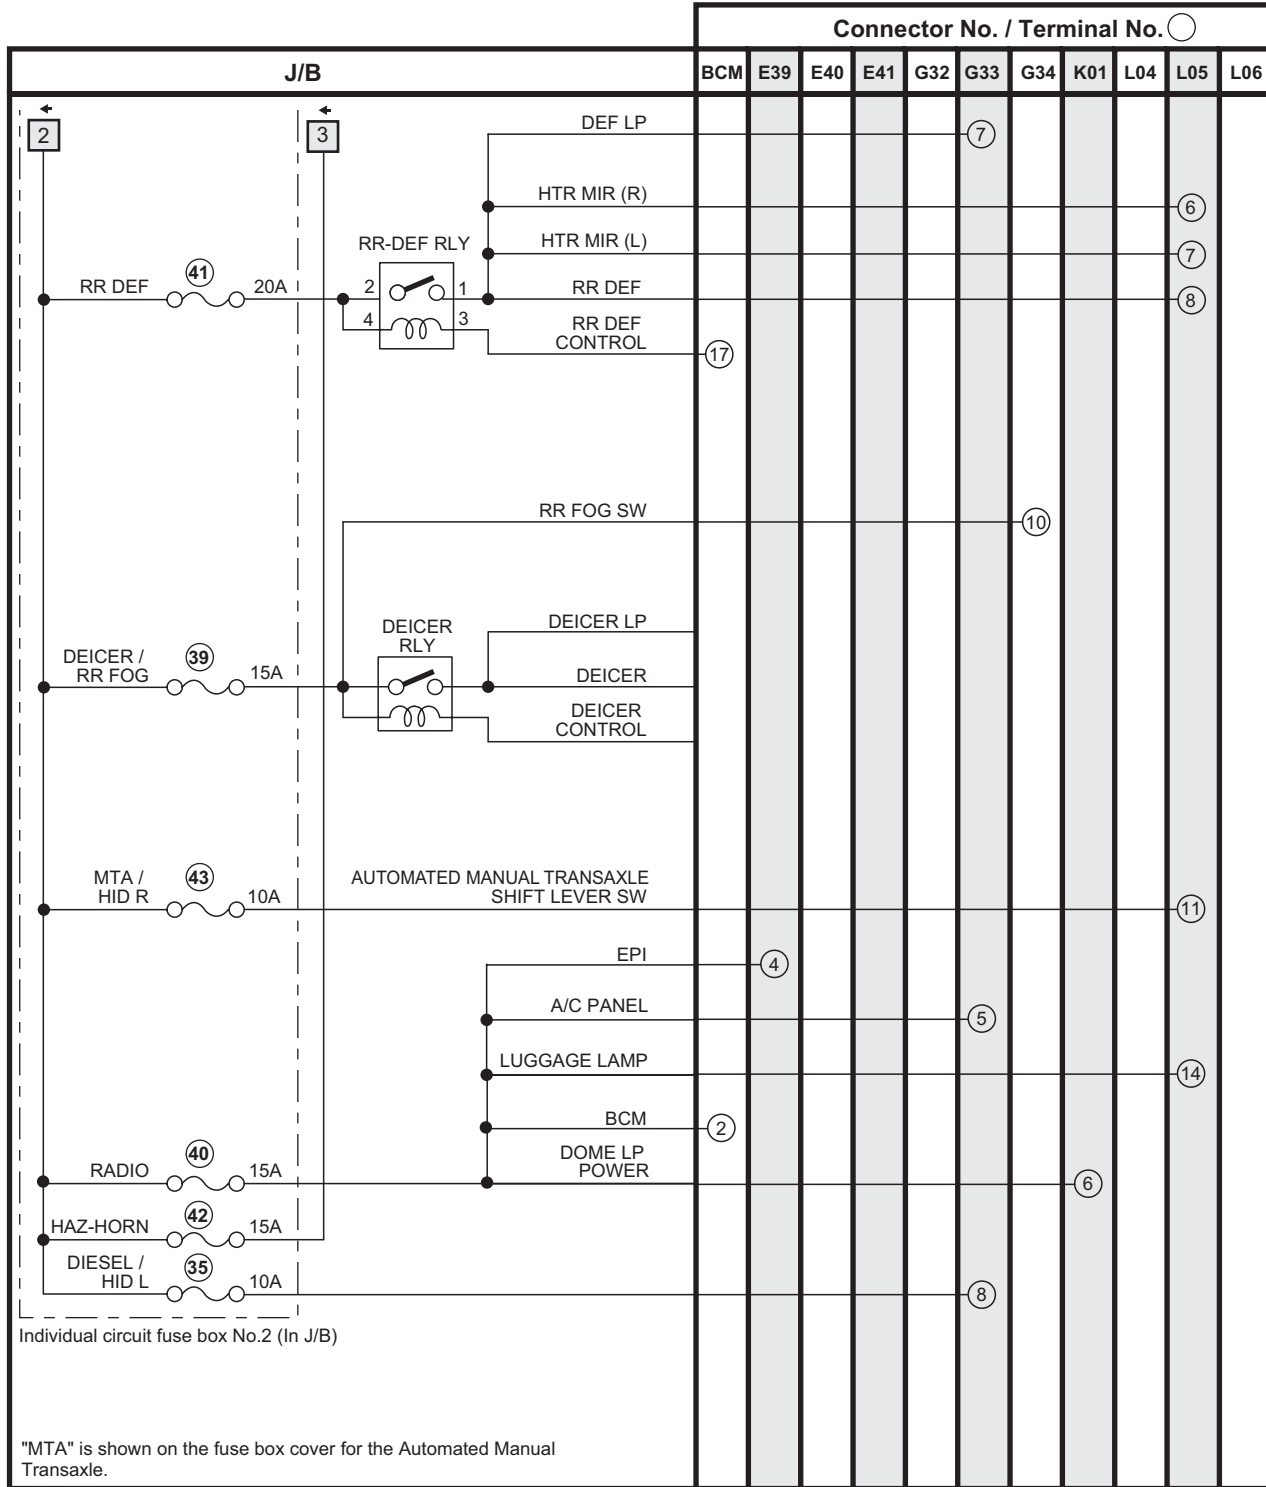 Connector No. / Terminal No.
J/B BCM E39 E40 E41 G32 G33 G34 K01 L04 L05 L06
2 3
DEF LP 7
HTR MIR (R) 6
HTR MIR (L) 7
RR-DEF RLY
RR DEF 41 20A 2 1 RR DEF 8
4 3 RR DEF
CONTROL 17
RR FOG SW 10
DEICER
RLY
DEICER LP
DEICER /
RR FOG 39 15A DEICER
DEICER
CONTROL
MTA /
HID R 43 10A AUTOMATED MANUAL TRANSAXLE
SHIFT LEVER SW 11
EPI 4
A/C PANEL 5
LUGGAGE LAMP 14
BCM 2
RADIO 40 15A DOME LP
POWER 6
HAZ-HORN 42 15A
DIESEL /
HID L 35 10A 8
Individual circuit fuse box No.2 (In J/B)
"MTA" is shown on the fuse box cover for the Automated Manual
Transaxle.